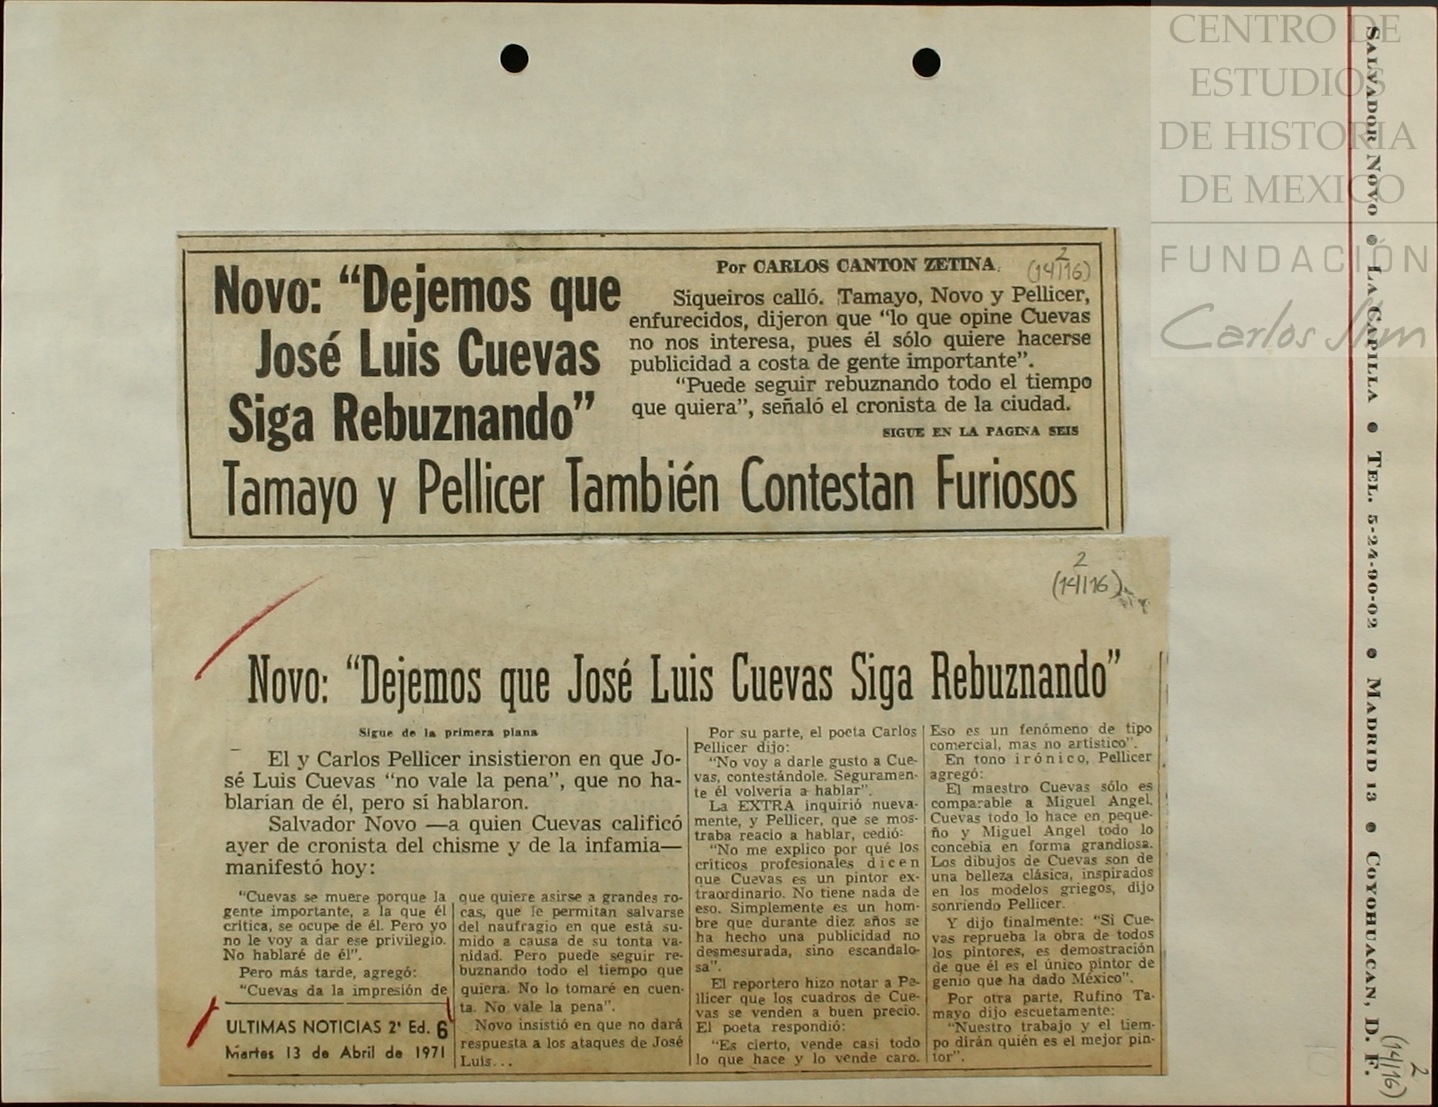 CENTRO DE
ESTUDIOS
DE HISTORIA
DE MEXICO
FUNDACIÓN
Carlos Slim
SALVADOR NOVO ● LA CAPILLA ● TEL. 5-24-90-02 ● MADRID 13 ● COYOHUACAN. D. F.
2
(14/16)
Novo: “Dejemos que
José Luis Cuevas
Siga Rebuznando”
Por CARLOS CANTON ZETINA
2
(14/16)
Siqueiros calló. Tamayo, Novo y Pellicer,
enfurecidos, dijeron que “lo que opine Cuevas
no nos interesa, pues él sólo quiere hacerse
publicidad a costa de gente importante”.
“Puede seguir rebuznando todo el tiempo
que quiera”, señaló el cronista de la ciudad.
SIGUE EN LA PAGINA SEIS
Tamayo y Pellicer También Contestan Furiosos
2
(14/16)
Novo: “Dejemos que José Luis Cuevas Siga Rebuznando”
Sigue de la primera plana
El y Carlos Pellicer insistieron en que Jo-
sé Luis Cuevas “no vale la pena”, que no ha-
blarían de él, pero sí hablaron.
Salvador Novo —a quien Cuevas calificó
ayer de cronista del chisme y de la infamia—
manifestó hoy:
“Cuevas se muere porque la
gente importante, a la que él
critica, se ocupe de él. Pero yo
no le voy a dar ese privilegio.
No hablaré de él”.
Pero más tarde, agregó:
“Cuevas da la impresión de
ULTIMAS NOTICIAS 2ª Ed. 6
Martes 13 de Abril de 1971
que quiere asirse a grandes ro-
cas, que le permitan salvarse
del naufragio en que está su-
mido a causa de su tonta va-
nidad. Pero puede seguir re-
buznando todo el tiempo que
quiera. No lo tomaré en cuen-
ta. No vale la pena”.
Novo insistió en que no dará
respuesta a los ataques de José
Luis...
Por su parte, el poeta Carlos
Pellicer dijo:
“No voy a darle gusto a Cue-
vas, contestándole. Seguramen-
te él volvería a hablar”.
La EXTRA inquirió nueva-
mente, y Pellicer, que se mos-
traba reacio a hablar, cedió:
“No me explico por qué los
críticos profesionales dicen
que Cuevas es un pintor ex-
traordinario. No tiene nada de
eso. Simplemente es un hom-
bre que durante diez años se
ha hecho una publicidad no
desmesurada, sino escandalo-
sa”.
El reportero hizo notar a Pe-
llicer que los cuadros de Cue-
vas se venden a buen precio.
El poeta respondió:
“Es cierto, vende casi todo
lo que hace y lo vende caro.
Eso es un fenómeno de tipo
comercial, mas no artístico”.
En tono irónico, Pellicer
agregó:
El maestro Cuevas sólo es
comparable a Miguel Angel.
Cuevas todo lo hace en peque-
ño y Miguel Angel todo lo
concebía en forma grandiosa.
Los dibujos de Cuevas son de
una belleza clásica, inspirados
en los modelos griegos, dijo
sonriendo Pellicer.
Y dijo finalmente: “Si Cue-
vas reprueba la obra de todos
los pintores, es demostración
de que él es el único pintor de
genio que ha dado México”.
Por otra parte, Rufino Ta-
mayo dijo escuetamente:
“Nuestro trabajo y el tiem-
po dirán quién es el mejor pin-
tor”.